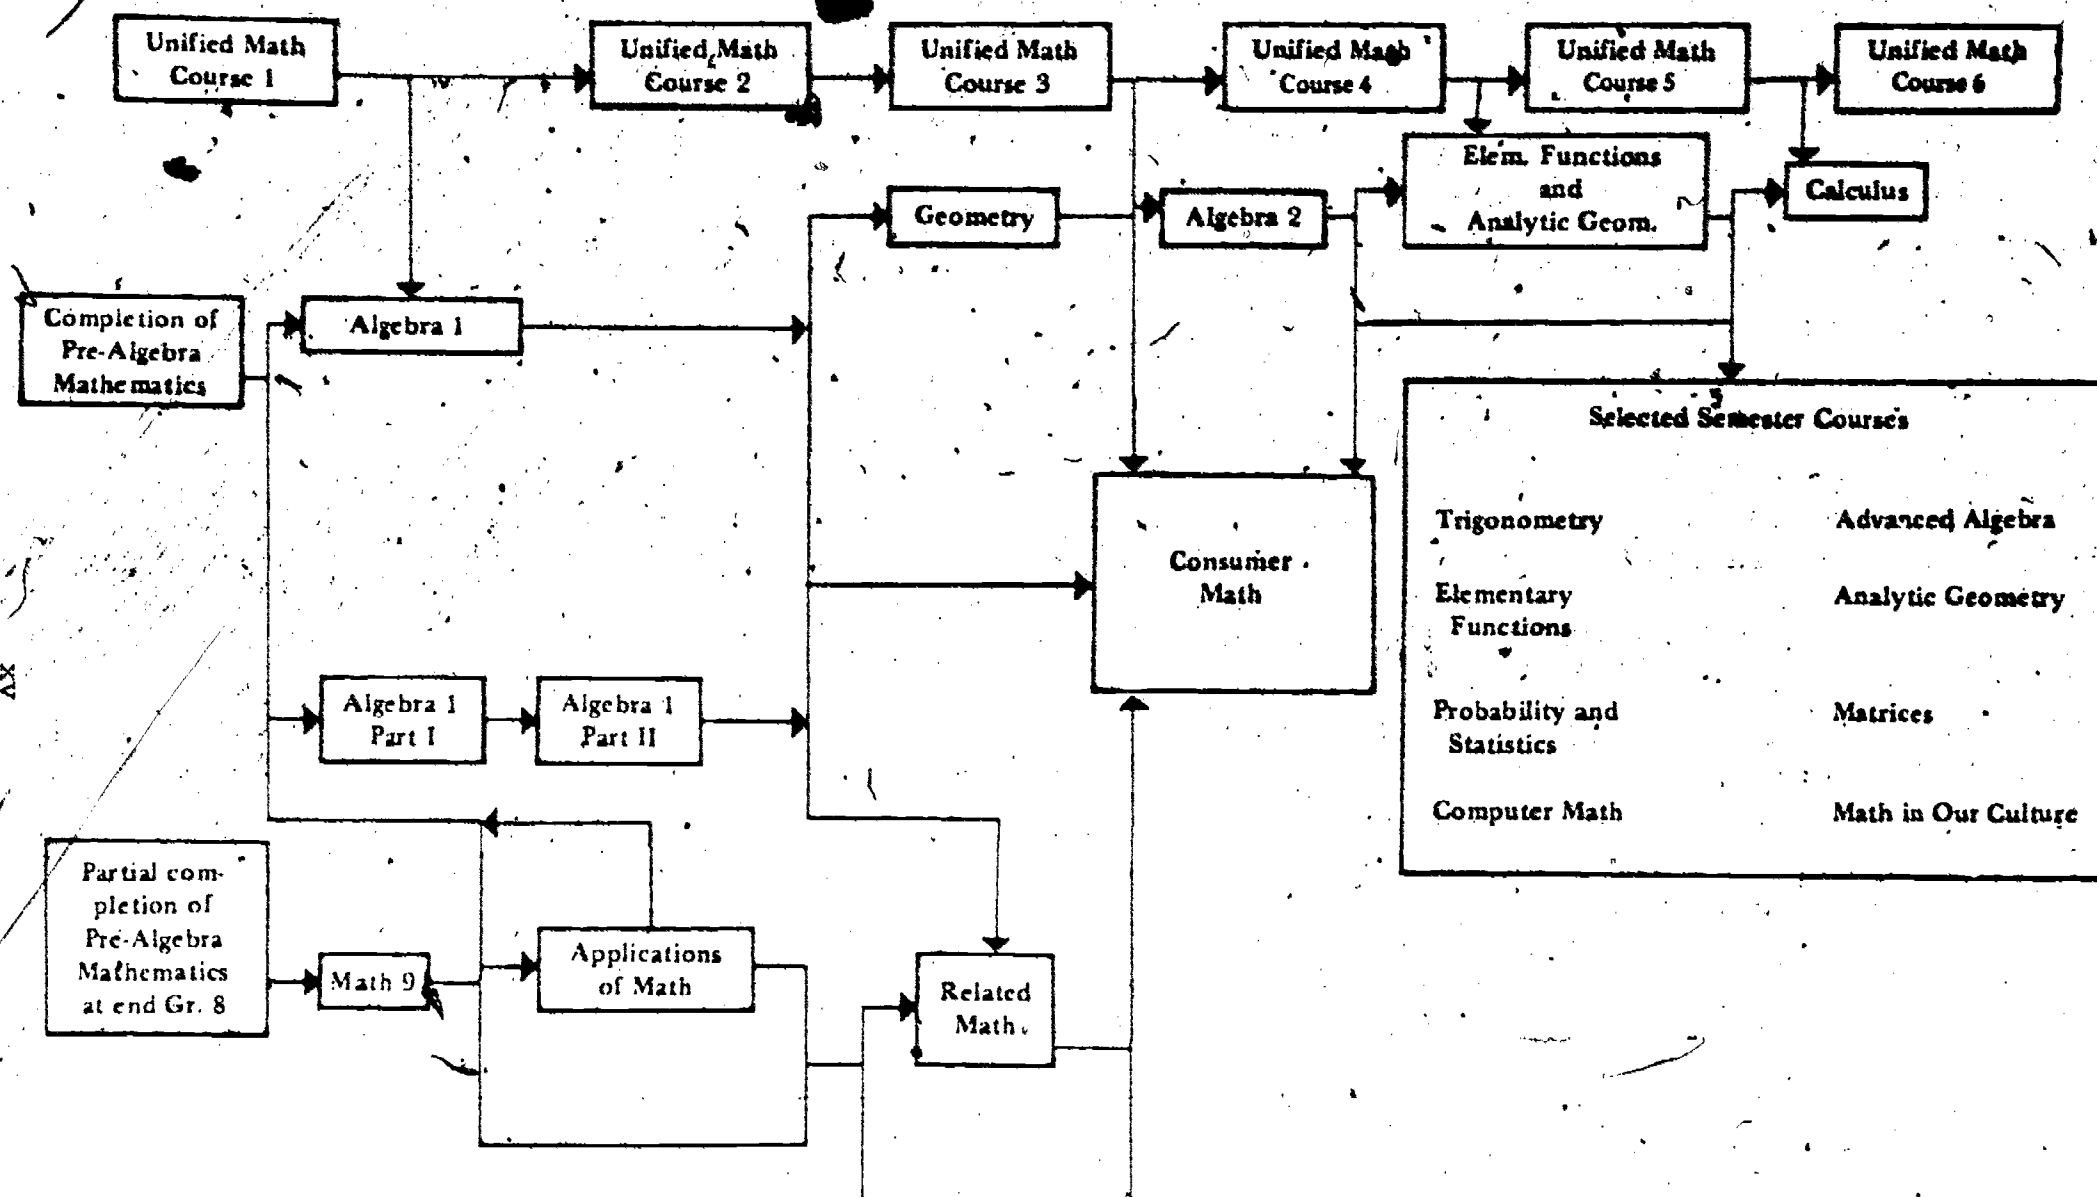 Unified Math
Course 1
Unified Math
Course 2
Unified Math
Course 3
Unified Math
Course 4
Unified Math
Course 5
Unified Math
Course 6
Elem. Functions
and
Analytic Geom.
Calculus
Geometry
Algebra 2
Completion of
Pre-Algebra
Mathematics
Algebra 1
Selected Semester Courses
Trigonometry
Advanced Algebra
Elementary
Functions
Analytic Geometry
Probability and
Statistics
Matrices
Computer Math
Math in Our Culture
Consumer
Math
xv
Algebra 1
Part I
Algebra 1
Part II
Partial com-
pletion of
Pre-Algebra
Mathematics
at end Gr. 8
Math 9
Applications
of Math
Related
Math